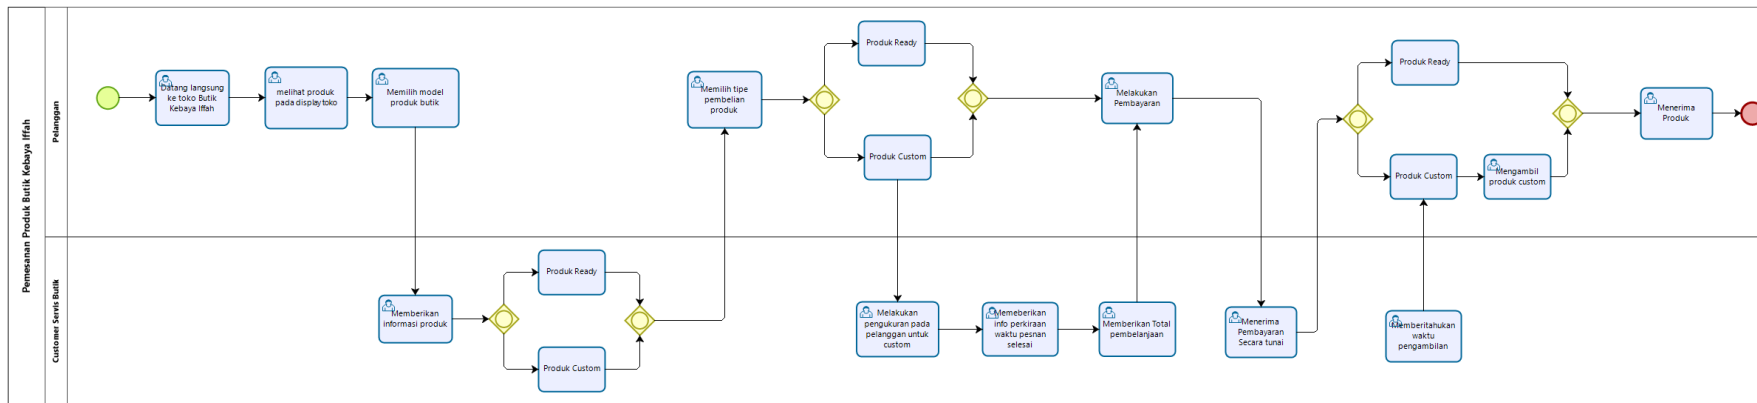 Pemesanan Produk Butik Kebaya Iffah
Pelanggan
Datang langsung
ke toko Butik
Kebaya Iffah
melihat produk
pada display toko
Memilih model
produk butik
Memilih tipe
pembelian
produk
Produk Ready
Produk Custom
Melakukan
Pembayaran
Produk Ready
Produk Custom
Mengambil
produk custom
Menerima
Produk
Customer Servis Butik
Memberikan
informasi produk
Produk Ready
Produk Custom
Melakukan
pengukuran pada
pelanggan untuk
custom
Memeberikan
info perkiraan
waktu pesnan
selesai
Memberikan Total
pembelanjaan
Menerima
Pembayaran
Secara tunai
Memberitahukan
waktu
pengambilan